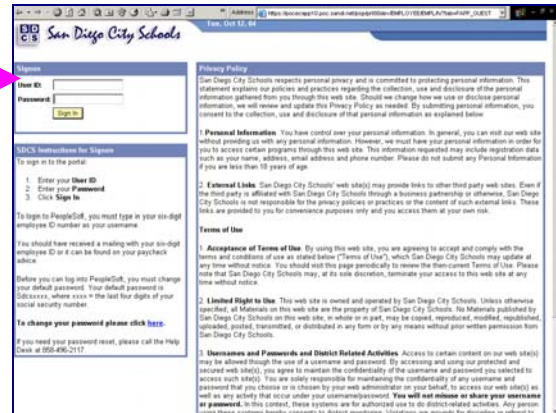 Address
Tue, Oct 12, 04
SD
CS
San Diego City Schools
Signon
User ID:
Password:
Sign In
SDCS Instructions for Signon
To sign in to the portal:
1. Enter your User ID
2. Enter your Password
3. Click Sign In
To login to PeopleSoft, you must type in your six-digit
employee ID number as your username.
You should have received a mailing with your six-digit
employee ID or it can be found on your paycheck
advice.
Before you can log into PeopleSoft, you must change
your default password. Your default password is
Sdcsxxxx, where xxxx = the last four digits of your
social security number.
To change your password please click here.
If you need your password reset, please call the Help
Desk at 858-496-2117
Privacy Policy
San Diego City Schools respects personal privacy and is committed to protecting personal information. This
statement explains our policies and practices regarding the collection, use and disclosure of the personal
information gathered from you through this web site. Should we change how we use or disclose personal
information, we will review and update this Privacy Policy as needed. By submitting personal information, you
consent to the collection, use and disclosure of that personal information as explained below.
1. Personal Information. You have control over your personal information. In general, you can visit our web site
without providing us with any personal information. However, we must have your personal information in order for
you to access certain programs through this web site. This information requested may include registration data
such as your name, address, email address and phone number. Please do not submit any Personal Information
if you are less than 18 years of age.
2. External Links. San Diego City Schools' web site(s) may provide links to other third party web sites. Even if
the third party is affiliated with San Diego City Schools through a business partnership or otherwise, San Diego
City Schools is not responsible for the privacy policies or practices or the content of such external links. These
links are provided to you for convenience purposes only and you access them at your own risk.
Terms of Use
1. Acceptance of Terms of Use. By using this web site, you are agreeing to accept and comply with the
terms and conditions of use as stated below ("Terms of Use"), which San Diego City Schools may update at
any time without notice. You should visit this page periodically to review the then-current Terms of Use. Please
note that San Diego City Schools may, at its sole discretion, terminate your access to this web site at any
time without notice.
2. Limited Right to Use. This web site is owned and operated by San Diego City Schools. Unless otherwise
specified, all Materials on this web site are the property of San Diego City Schools. No Materials published by
San Diego City Schools on this web site, in whole or in part, may be copied, reproduced, modified, republished,
uploaded, posted, transmitted, or distributed in any form or by any means without prior written permission from
San Diego City Schools.
3. Usernames and Passwords and District Related Activities. Access to certain content on our web site(s)
may be allowed though the use of a username and password. By accessing and using our protected and
secured web site(s), you agree to maintain the confidentiality of the username and password you selected to
access such site(s). You are solely responsible for maintaining the confidentiality of any username and
password that you choose or is chosen by your web administrator on your behalf, to access our web site(s) as
well as any activity that occur under your username/password. You will not misuse or share your username
or password. In this context, these systems are for authorized use to do district-related activities. Any person